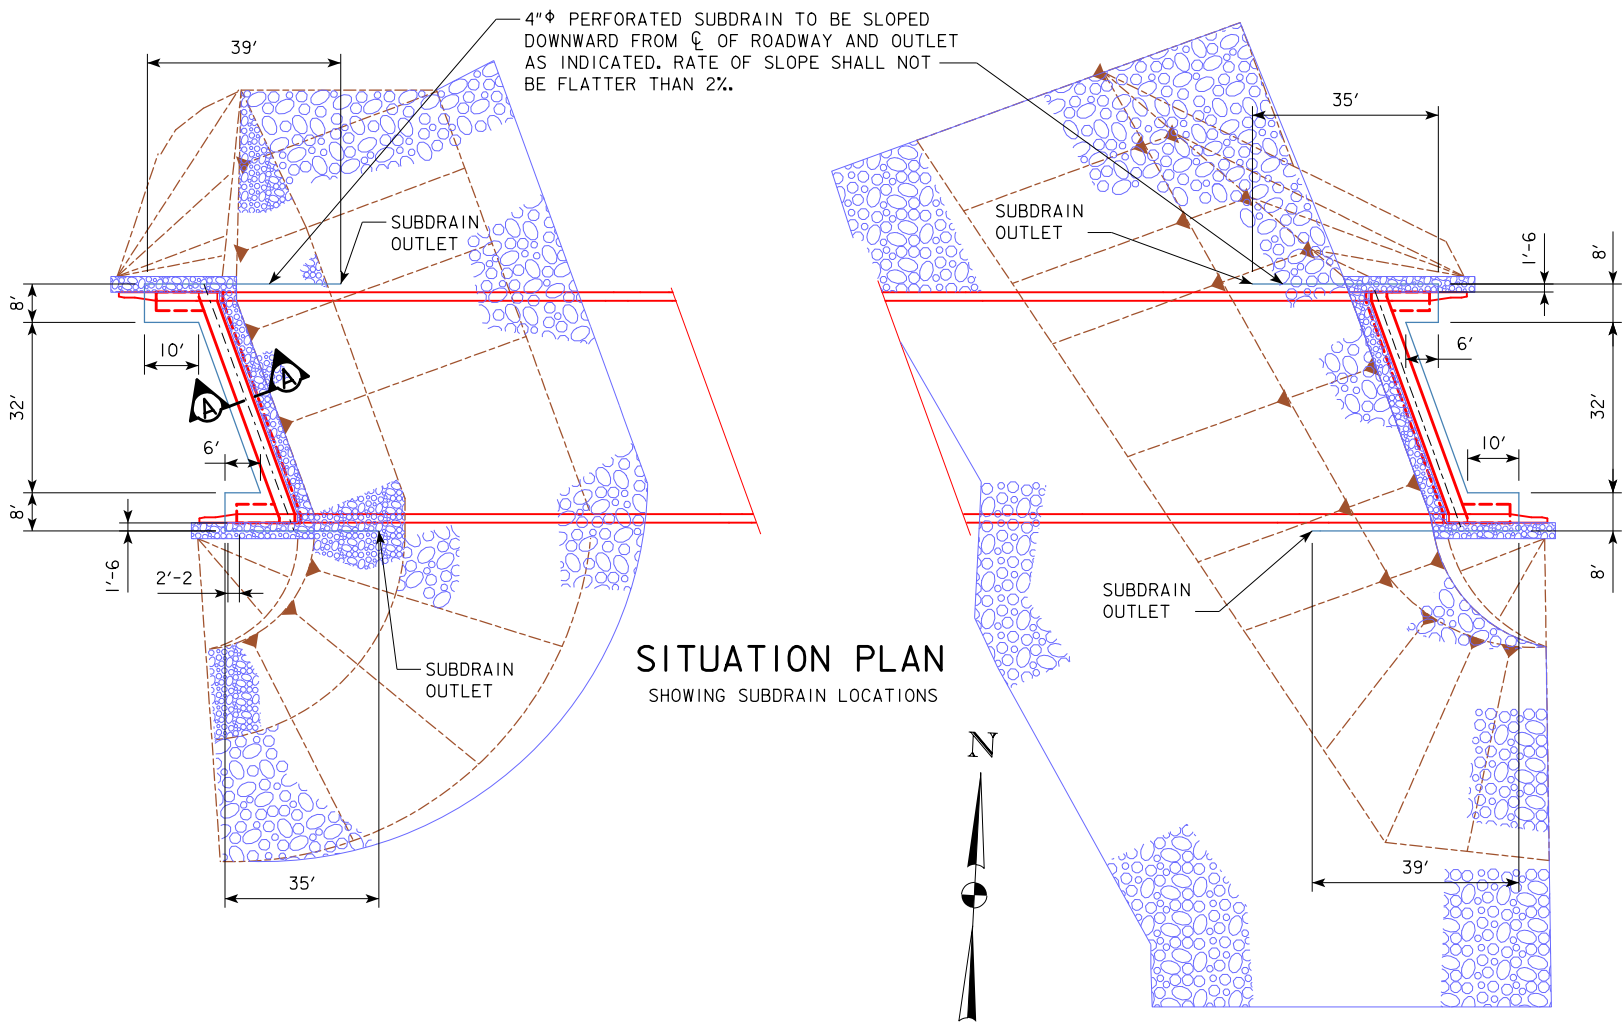 4"ϕ PERFORATED SUBDRAIN TO BE SLOPED
DOWNWARD FROM ℄ OF ROADWAY AND OUTLET
AS INDICATED. RATE OF SLOPE SHALL NOT
BE FLATTER THAN 2%.
39'
35'
SUBDRAIN
OUTLET
SUBDRAIN
OUTLET
8'
10'
32'
6'
8'
1'-6
2'-2
A
A
1'-6
8'
6'
32'
10'
8'
SUBDRAIN
OUTLET
SUBDRAIN
OUTLET
35'
39'
SITUATION PLAN
SHOWING SUBDRAIN LOCATIONS
N